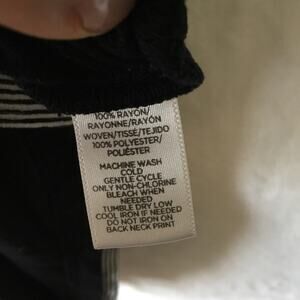 100% RAYON/
RAYONNE/RAYÓN
WOVEN/TISSÉ/TEJIDO
100% POLYESTER/
POLIÉSTER
MACHINE WASH
COLD
GENTLE CYCLE
ONLY NON-CHLORINE
BLEACH WHEN
NEEDED
TUMBLE DRY LOW
COOL IRON IF NEEDED
DO NOT IRON ON
BACK NECK PRINT